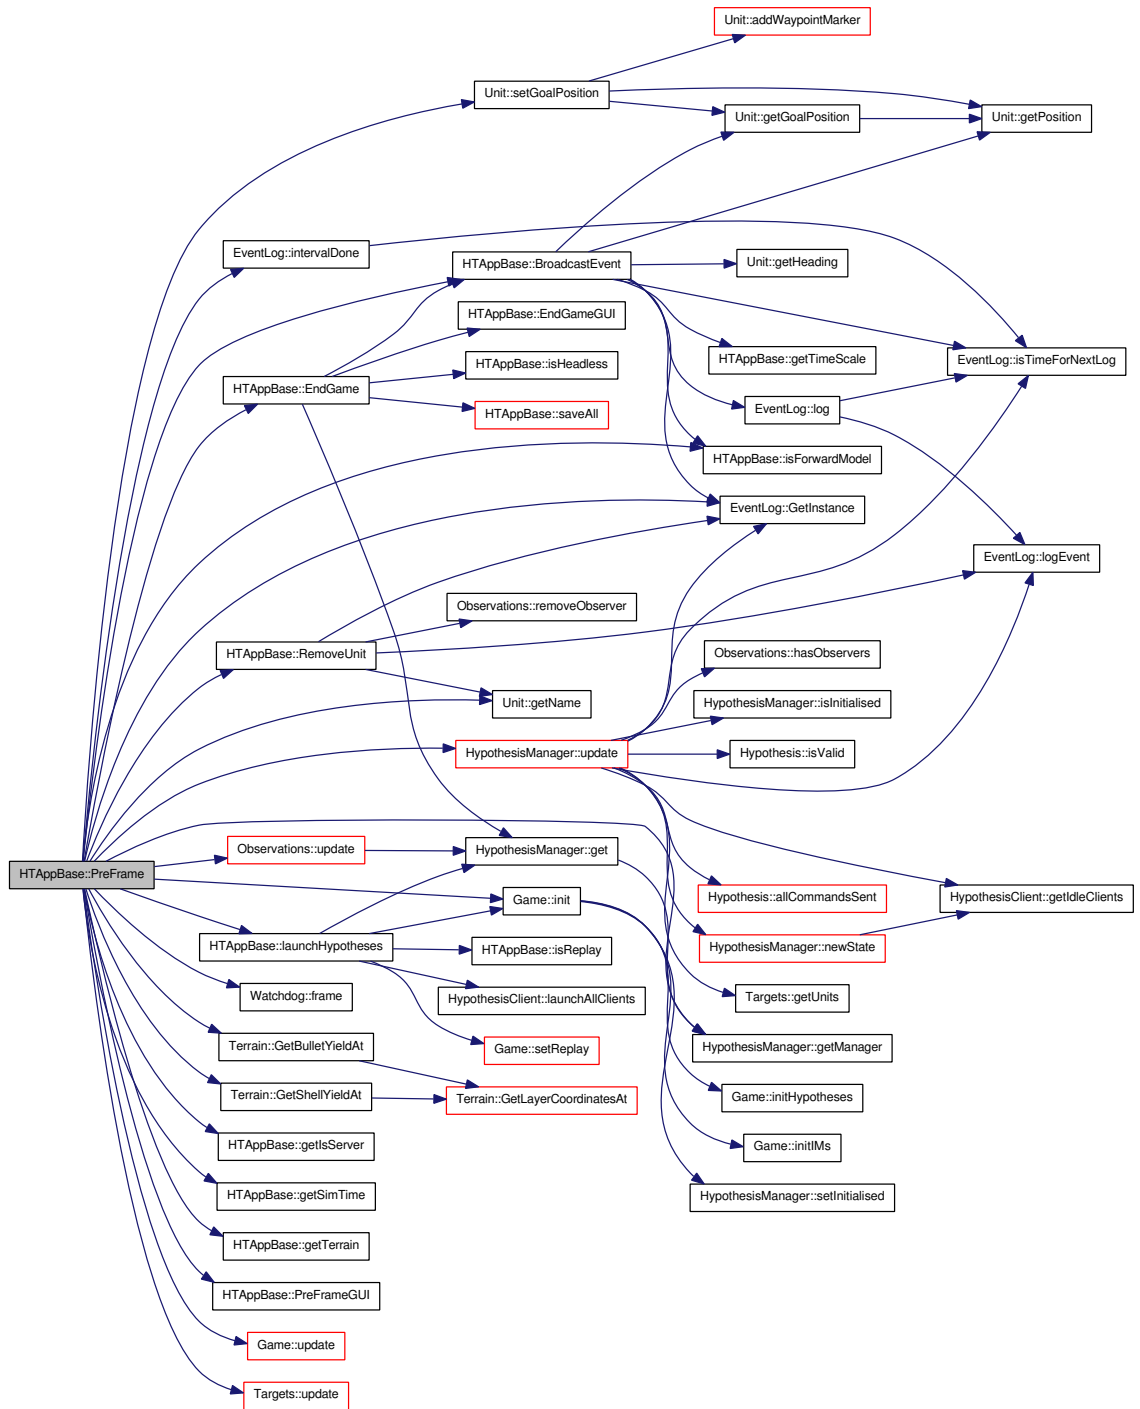 Unit::addWaypointMarker
Unit::setGoalPosition
Unit::getGoalPosition
Unit::getPosition
EventLog::intervalDone
HTAppBase::BroadcastEvent
Unit::getHeading
HTAppBase::EndGameGUI
HTAppBase::getTimeScale
EventLog::isTimeForNextLog
HTAppBase::isHeadless
HTAppBase::EndGame
HTAppBase::saveAll
EventLog::log
HTAppBase::isForwardModel
EventLog::GetInstance
EventLog::logEvent
Observations::removeObserver
HTAppBase::RemoveUnit
Observations::hasObservers
Unit::getName
HypothesisManager::isInitialised
HypothesisManager::update
Hypothesis::isValid
Observations::update
HypothesisManager::get
HTAppBase::PreFrame
Game::init
Hypothesis::allCommandsSent
HypothesisClient::getIdleClients
HTAppBase::launchHypotheses
HTAppBase::isReplay
HypothesisManager::newState
Watchdog::frame
HypothesisClient::launchAllClients
Targets::getUnits
Terrain::GetBulletYieldAt
Game::setReplay
HypothesisManager::getManager
Terrain::GetShellYieldAt
Terrain::GetLayerCoordinatesAt
Game::initHypotheses
HTAppBase::getIsServer
Game::initIMs
HTAppBase::getSimTime
HypothesisManager::setInitialised
HTAppBase::getTerrain
HTAppBase::PreFrameGUI
Game::update
Targets::update